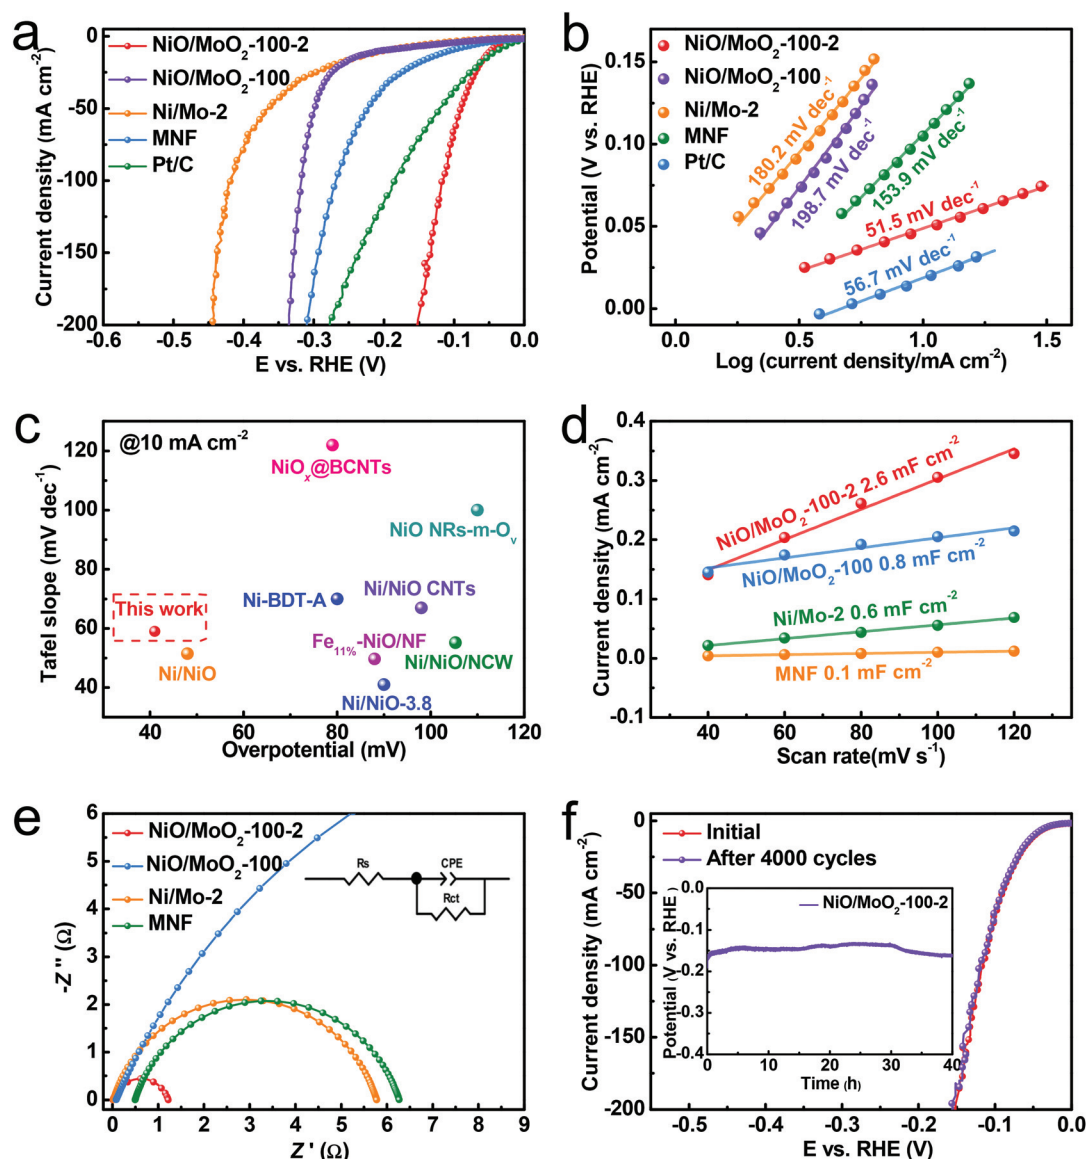 a
NiO/MoO₂-100-2
NiO/MoO₂-100
Ni/Mo-2
MNF
Pt/C
Current density (mA cm⁻²)
0
-50
-100
-150
-200
-0.6 -0.5 -0.4 -0.3 -0.2 -0.1 0.0
E vs. RHE (V)
b
NiO/MoO₂-100-2
NiO/MoO₂-100
Ni/Mo-2
MNF
Pt/C
180.2 mV dec⁻¹
198.7 mV dec⁻¹
153.9 mV dec⁻¹
51.5 mV dec⁻¹
56.7 mV dec⁻¹
Potential (V vs. RHE)
0.15
0.10
0.05
0.00
0.0 0.5 1.0 1.5
Log (current density/mA cm⁻²)
c
@10 mA cm⁻²
NiOₓ@BCNTs
NiO NRs-m-Oᵥ
Ni/NiO CNTs
Ni-BDT-A
This work
Fe₁₁%-NiO/NF
Ni/NiO
Ni/NiO/NCW
Ni/NiO-3.8
Tafel slope (mV dec⁻¹)
120
100
80
60
40
40 60 80 100 120
Overpotential (mV)
d
NiO/MoO₂-100-2 2.6 mF cm⁻²
NiO/MoO₂-100 0.8 mF cm⁻²
Ni/Mo-2 0.6 mF cm⁻²
MNF 0.1 mF cm⁻²
Current density (mA cm⁻²)
0.4
0.3
0.2
0.1
0.0
-0.1
40 60 80 100 120
Scan rate(mV s⁻¹)
e
NiO/MoO₂-100-2
NiO/MoO₂-100
Ni/Mo-2
MNF
Rs
CPE
Rct
-Z'' (Ω)
6
5
4
3
2
1
0
0 1 2 3 4 5 6 7 8 9
Z' (Ω)
f
Initial
After 4000 cycles
NiO/MoO₂-100-2
Potential (V vs. RHE )
0.0
-0.1
-0.2
-0.3
-0.4
0 10 20 30 40
Time (h)
Current density (mA cm⁻²)
0
-50
-100
-150
-200
-0.5 -0.4 -0.3 -0.2 -0.1 0.0
E vs. RHE (V)